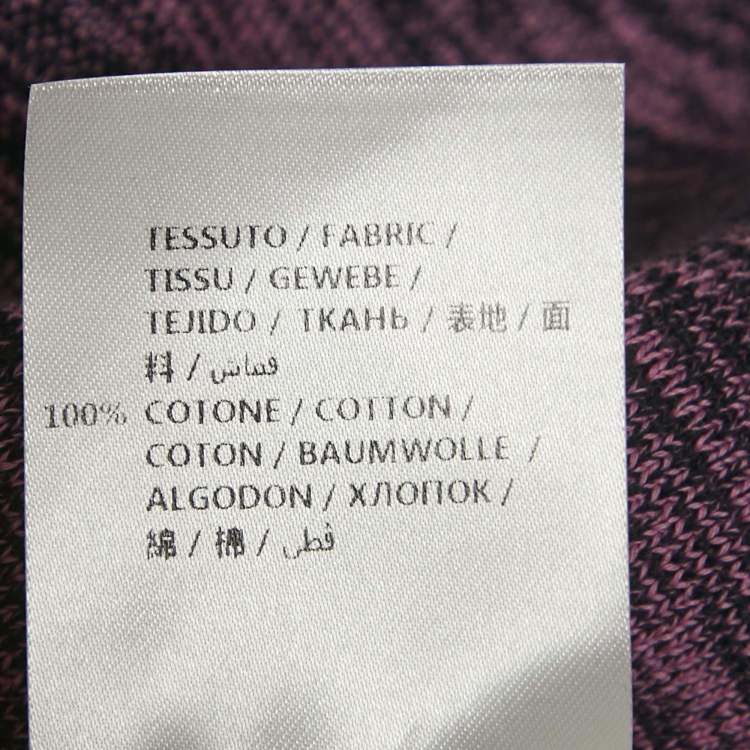 TESSUTO / FABRIC /
TISSU / GEWEBE /
TEJIDO / ТКАНЬ / 表地 / 面
料 / قماش
100% COTONE / COTTON /
COTON / BAUMWOLLE /
ALGODON / ХЛОПОК /
綿 / 棉 / قطن